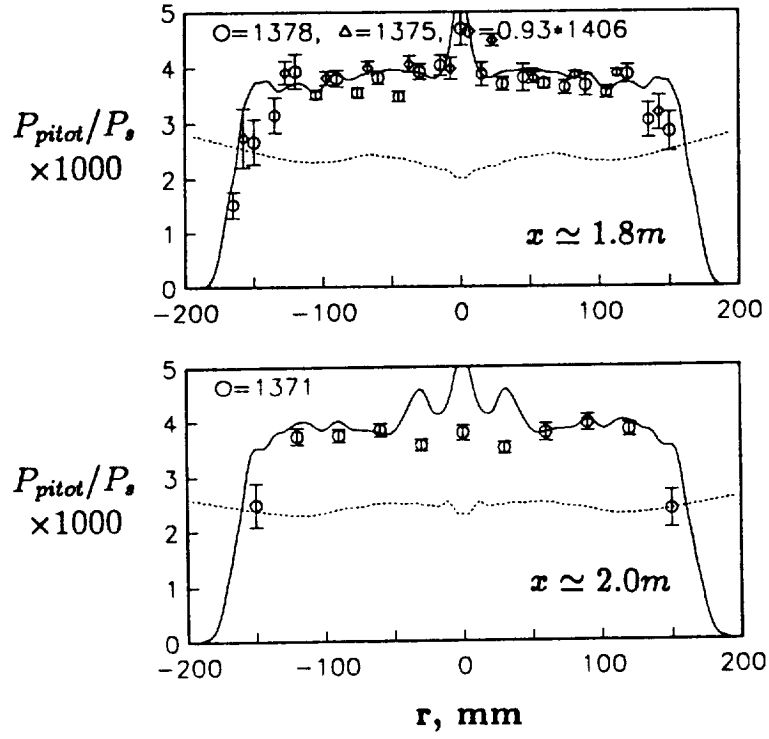 5
○=1378, △=1375, ◇=0.93*1406
4
3
2
1
0
P_pitot/P_s
×1000
x ≃ 1.8m
−200 −100 0 100 200
5
○=1371
4
3
2
1
0
P_pitot/P_s
×1000
x ≃ 2.0m
−200 −100 0 100 200
r, mm